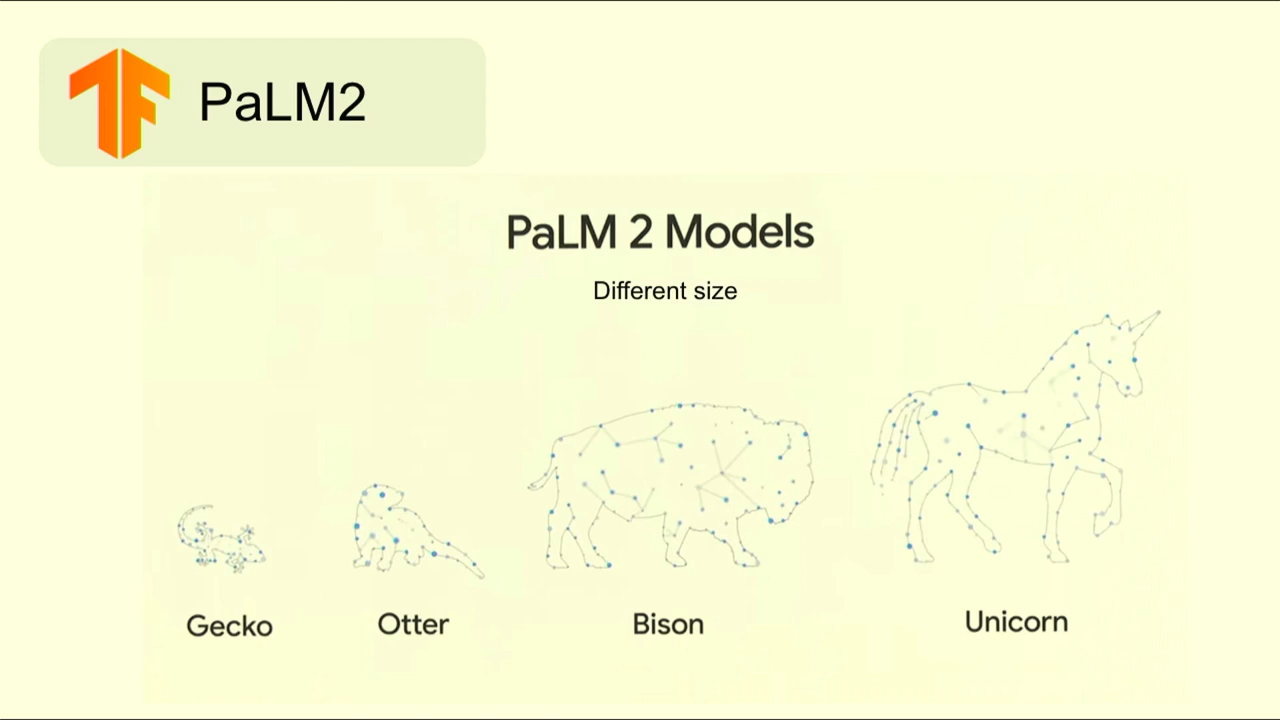 PaLM2
PaLM 2 Models
Different size
Gecko
Otter
Bison
Unicorn